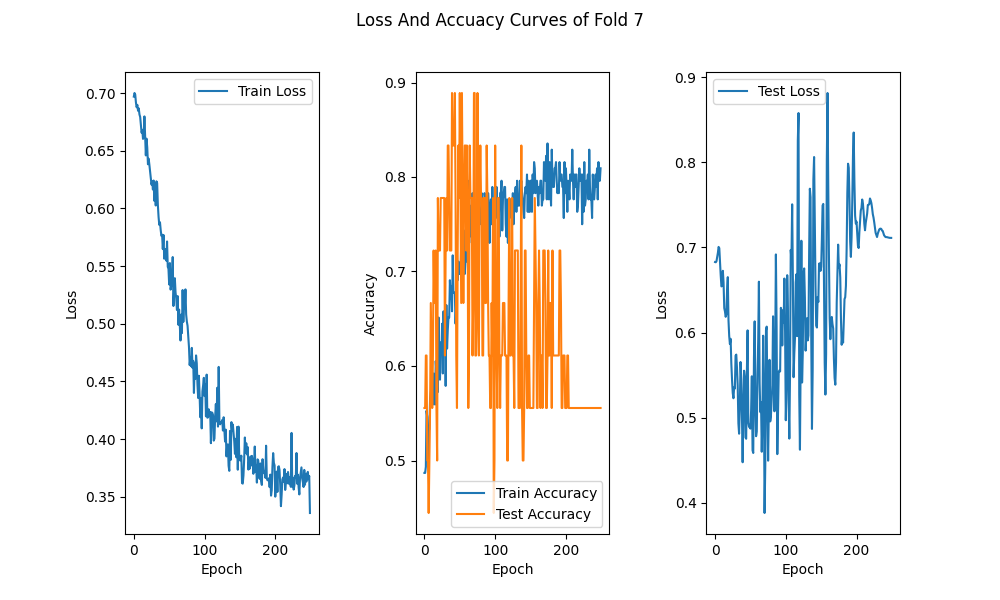 Loss And Accuacy Curves of Fold 7
0.70
0.65
0.60
0.55
0.50
0.45
0.40
0.35
Loss
0
100
200
Epoch
Train Loss
0.9
0.8
0.7
0.6
0.5
Accuracy
0
100
200
Epoch
Train Accuracy
Test Accuracy
0.9
0.8
0.7
0.6
0.5
0.4
Loss
0
100
200
Epoch
Test Loss